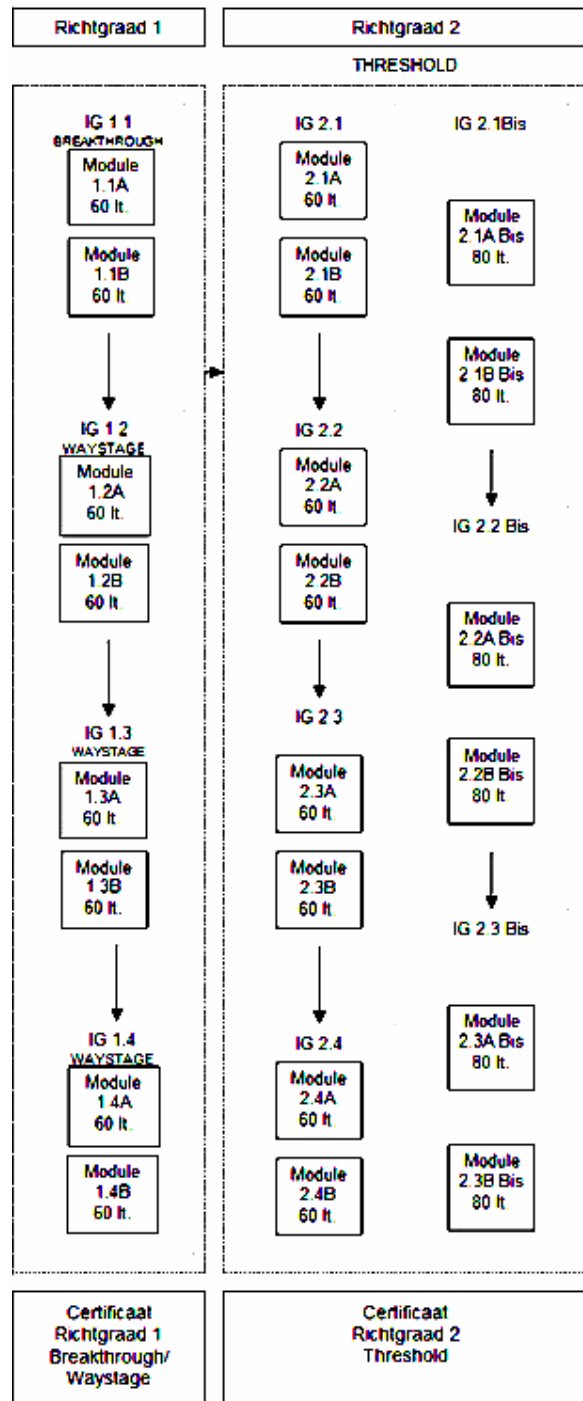 Richtgraad 1
Richtgraad 2
THRESHOLD
IG 1 1
BREAKTHROUGH
Module
1.1A
60 lt.
Module
1.1B
60 lt.
IG 1 2
WAYSTAGE
Module
1.2A
60 lt.
Module
1.2B
60 lt.
IG 1.3
WAYSTAGE
Module
1.3A
60 lt
Module
1 3B
60 lt.
IG 1.4
WAYSTAGE
Module
1 4A
60 lt.
Module
1.4B
60 lt.
IG 2.1
Module
2.1A
60 lt.
Module
2.1B
60 lt.
IG 2.2
Module
2.2A
60 lt.
Module
2.2B
60 lt.
IG 2 3
Module
2.3A
60 lt.
Module
2.3B
60 lt.
IG 2.4
Module
2.4A
60 lt.
Module
2.4B
60 lt.
IG 2.1Bis
Module
2.1A Bis
80 lt.
Module
2 1B Bis
80 lt.
IG 2.2 Bis
Module
2.2A Bis
80 lt.
Module
2.2B Bis
80 lt.
IG 2.3 Bis
Module
2.3A Bis
80 lt.
Module
2.3B Bis
80 lt.
Certificaat
Richtgraad 1
Breakthrough/
Waystage
Certificaat
Richtgraad 2
Threshold